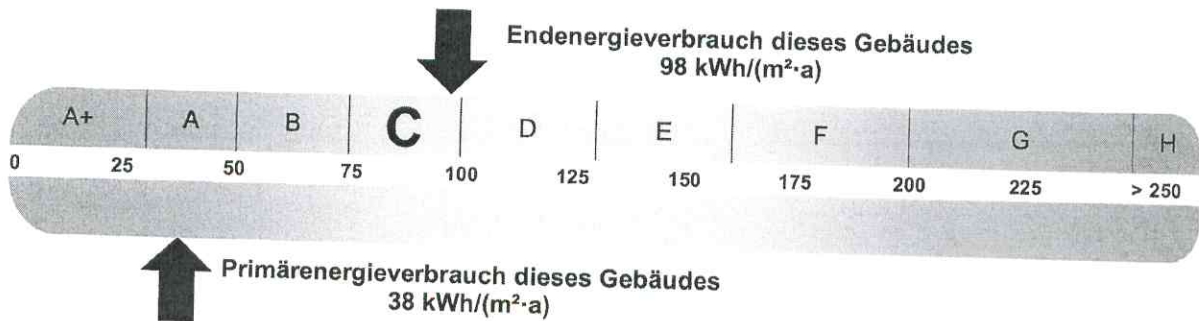 Endenergieverbrauch dieses Gebäudes
98 kWh/(m²·a)
A+ A B C D E F G H
0 25 50 75 100 125 150 175 200 225 > 250
Primärenergieverbrauch dieses Gebäudes
38 kWh/(m²·a)